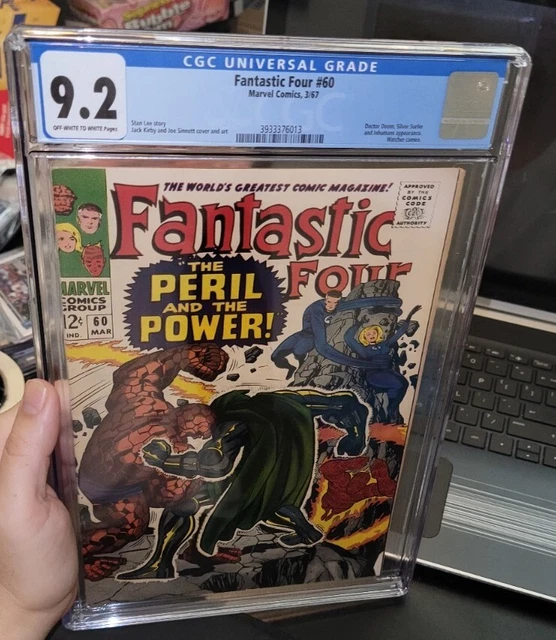 Bubble
CGC UNIVERSAL GRADE
9.2
OFF-WHITE TO WHITE Pages
Fantastic Four #60
Marvel Comics, 3/67
Stan Lee story
Jack Kirby and Joe Sinnott cover and art
3933376013
Doctor Doom, Silver Surfer
and Inhumans appearance.
Watcher cameo.
THE WORLD'S GREATEST COMIC MAGAZINE!
APPROVED
BY THE
COMICS
CODE
AUTHORITY
Fantastic
Four
MARVEL
COMICS
GROUP
12¢
IND.
60
MAR
THE
PERIL
AND THE
POWER!